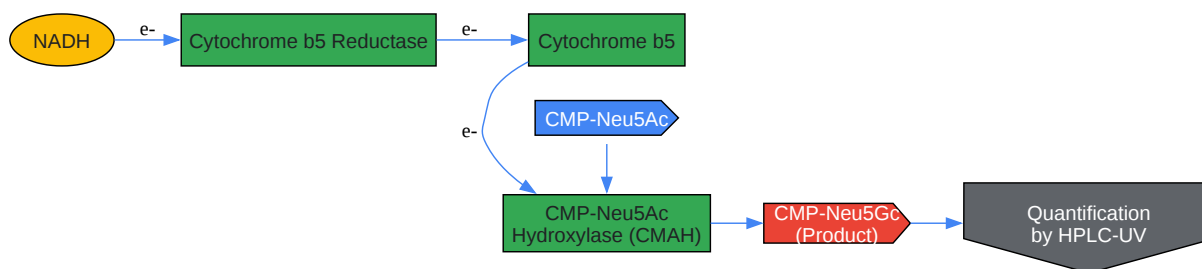 NADH
e-
Cytochrome b5 Reductase
e-
Cytochrome b5
e-
CMP-Neu5Ac
CMP-Neu5Ac
Hydroxylase (CMAH)
CMP-Neu5Gc
(Product)
Quantification
by HPLC-UV